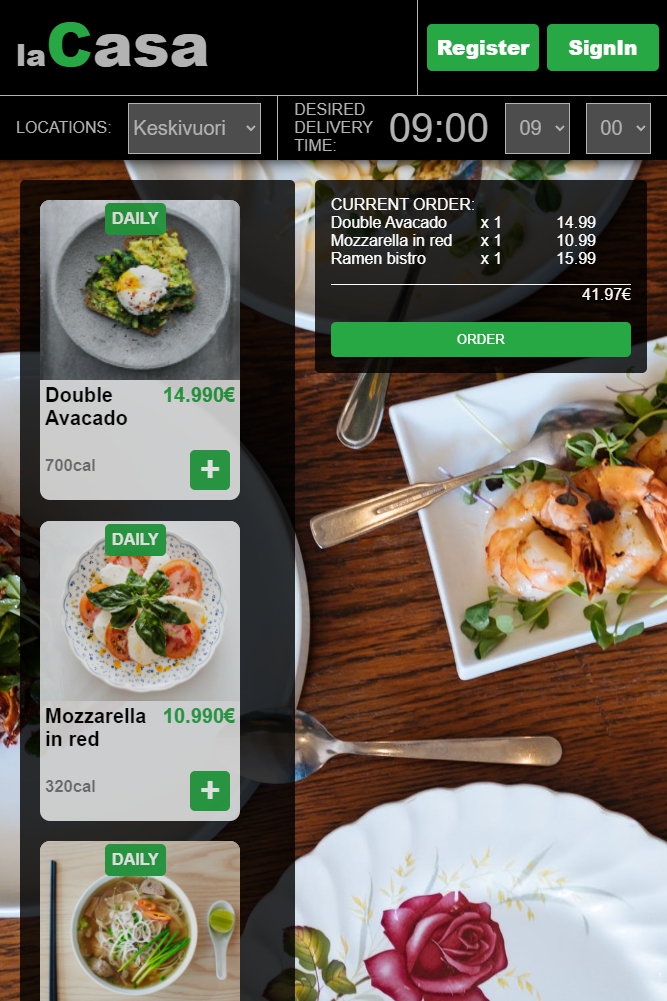 laCasa
Register
SignIn
LOCATIONS:
Keskivuori
DESIRED
DELIVERY
TIME:
09:00
09
00
DAILY
Double
Avacado
14.990€
700cal
+
DAILY
Mozzarella
in red
10.990€
320cal
+
DAILY
CURRENT ORDER:
Double Avacado x 1 14.99
Mozzarella in red x 1 10.99
Ramen bistro x 1 15.99
41.97€
ORDER